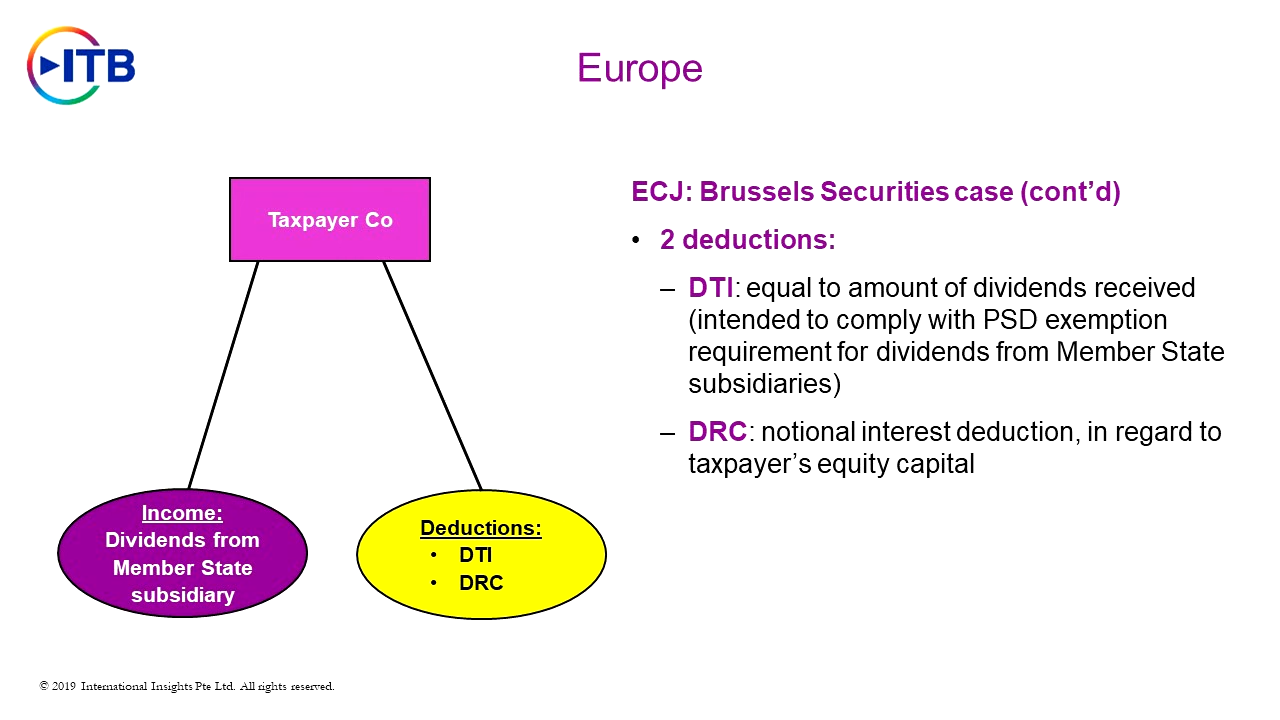 ITB
Europe
Taxpayer Co
Income:
Dividends from
Member State
subsidiary
Deductions:
• DTI
• DRC
ECJ: Brussels Securities case (cont’d)
• 2 deductions:
– DTI: equal to amount of dividends received
(intended to comply with PSD exemption
requirement for dividends from Member State
subsidiaries)
– DRC: notional interest deduction, in regard to
taxpayer’s equity capital
© 2019 International Insights Pte Ltd. All rights reserved.